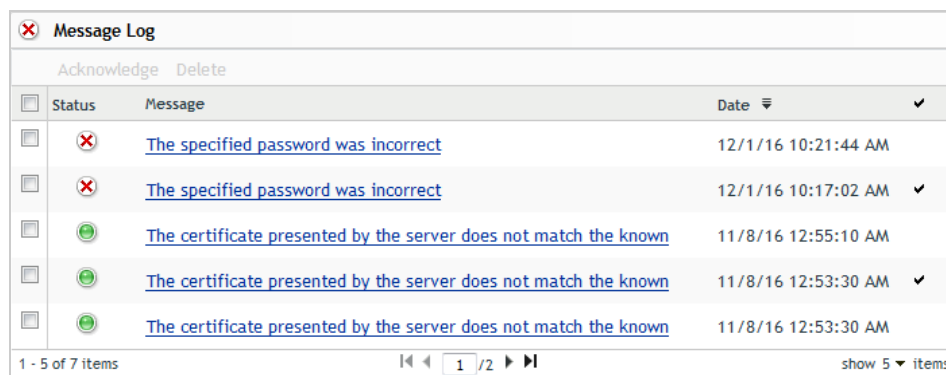 Message Log
Acknowledge Delete
Status Message Date
The specified password was incorrect 12/1/16 10:21:44 AM
The specified password was incorrect 12/1/16 10:17:02 AM
The certificate presented by the server does not match the known 11/8/16 12:55:10 AM
The certificate presented by the server does not match the known 11/8/16 12:53:30 AM
The certificate presented by the server does not match the known 11/8/16 12:53:30 AM
1 - 5 of 7 items 1 /2 show 5 items